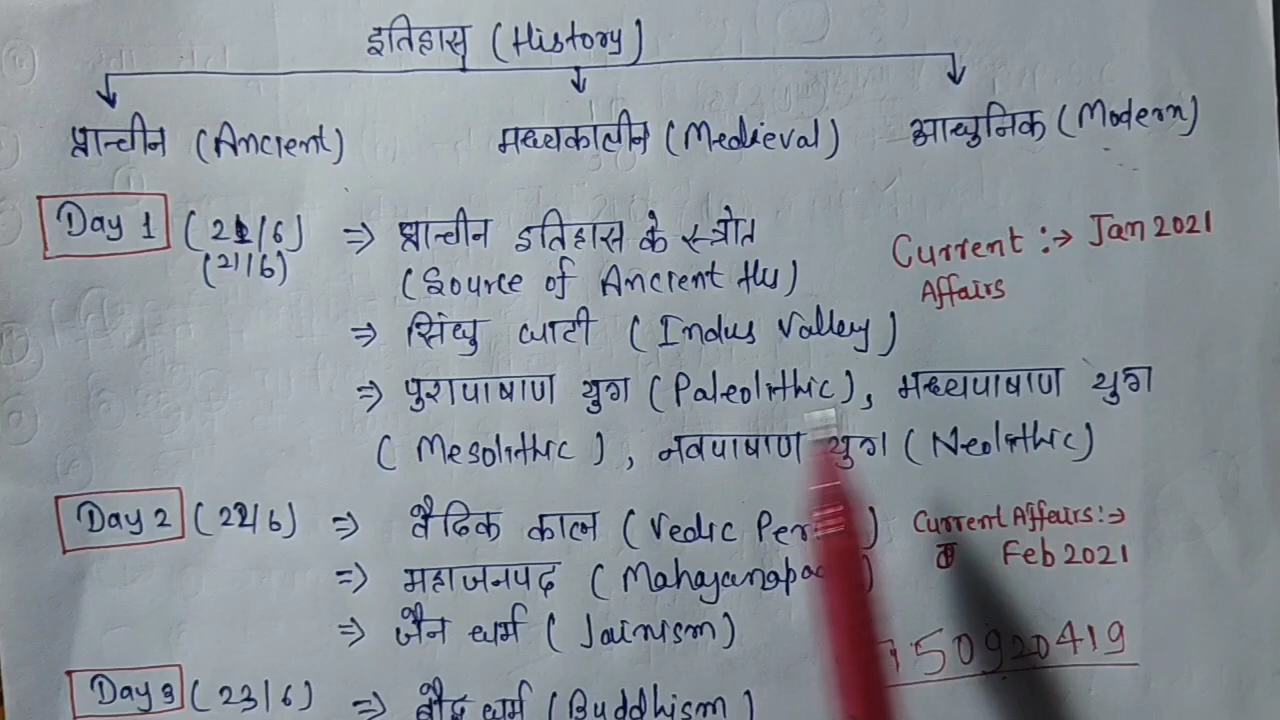 इतिहास (History)
प्राचीन (Ancient) मध्यकालीन (Medieval) आधुनिक (Modern)
Day 1 (21/6) ⇒ प्राचीन इतिहास के स्त्रोत Current :→ Jan 2021
(21/6) (Source of Ancient His) Affairs
⇒ सिंधु घाटी (Indus Valley)
⇒ पुरापाषाण युग (Paleolithic), मध्यपाषाण युग
(Mesolithic), नवपाषाण युग (Neolithic)
Day 2 (22/6) ⇒ वैदिक काल (Vedic Per) Current Affairs :→
⇒ महाजनपद (Mahajanapa) Feb 2021
⇒ जैन धर्म (Jainism)
50920419
Day 3 (23/6) ⇒ बौद्ध धर्म (Buddhism)